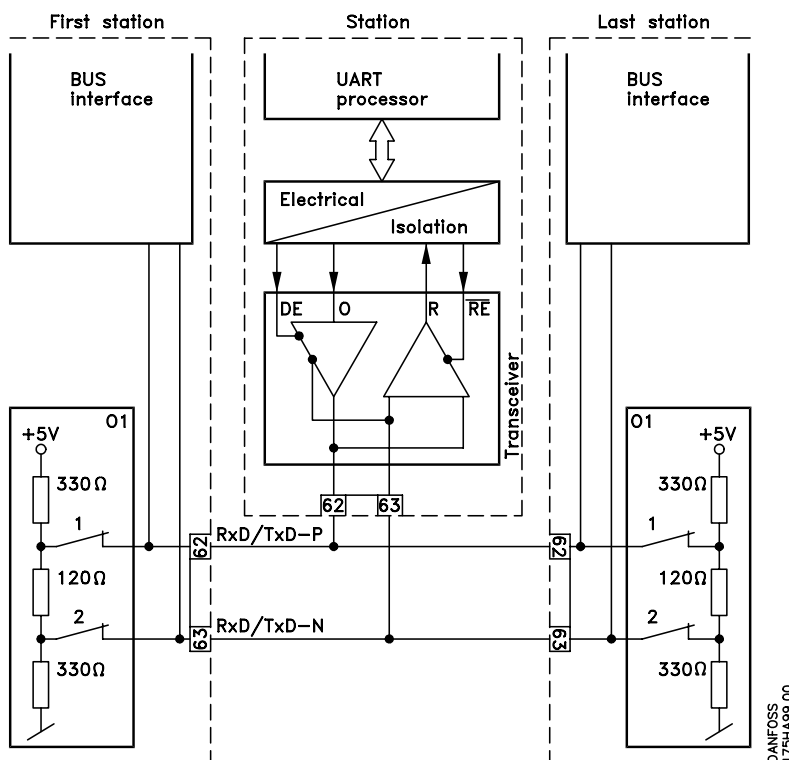 First station
Station
Last station
BUS
interface
UART
processor
BUS
interface
Electrical
Isolation
DE
O
R
RE
Transceiver
O1
+5V
330Ω
1
120Ω
2
330Ω
62
63
62
RxD/TxD-P
62
63
RxD/TxD-N
63
O1
+5V
330Ω
1
120Ω
2
330Ω
DANFOSS
175HA99.00